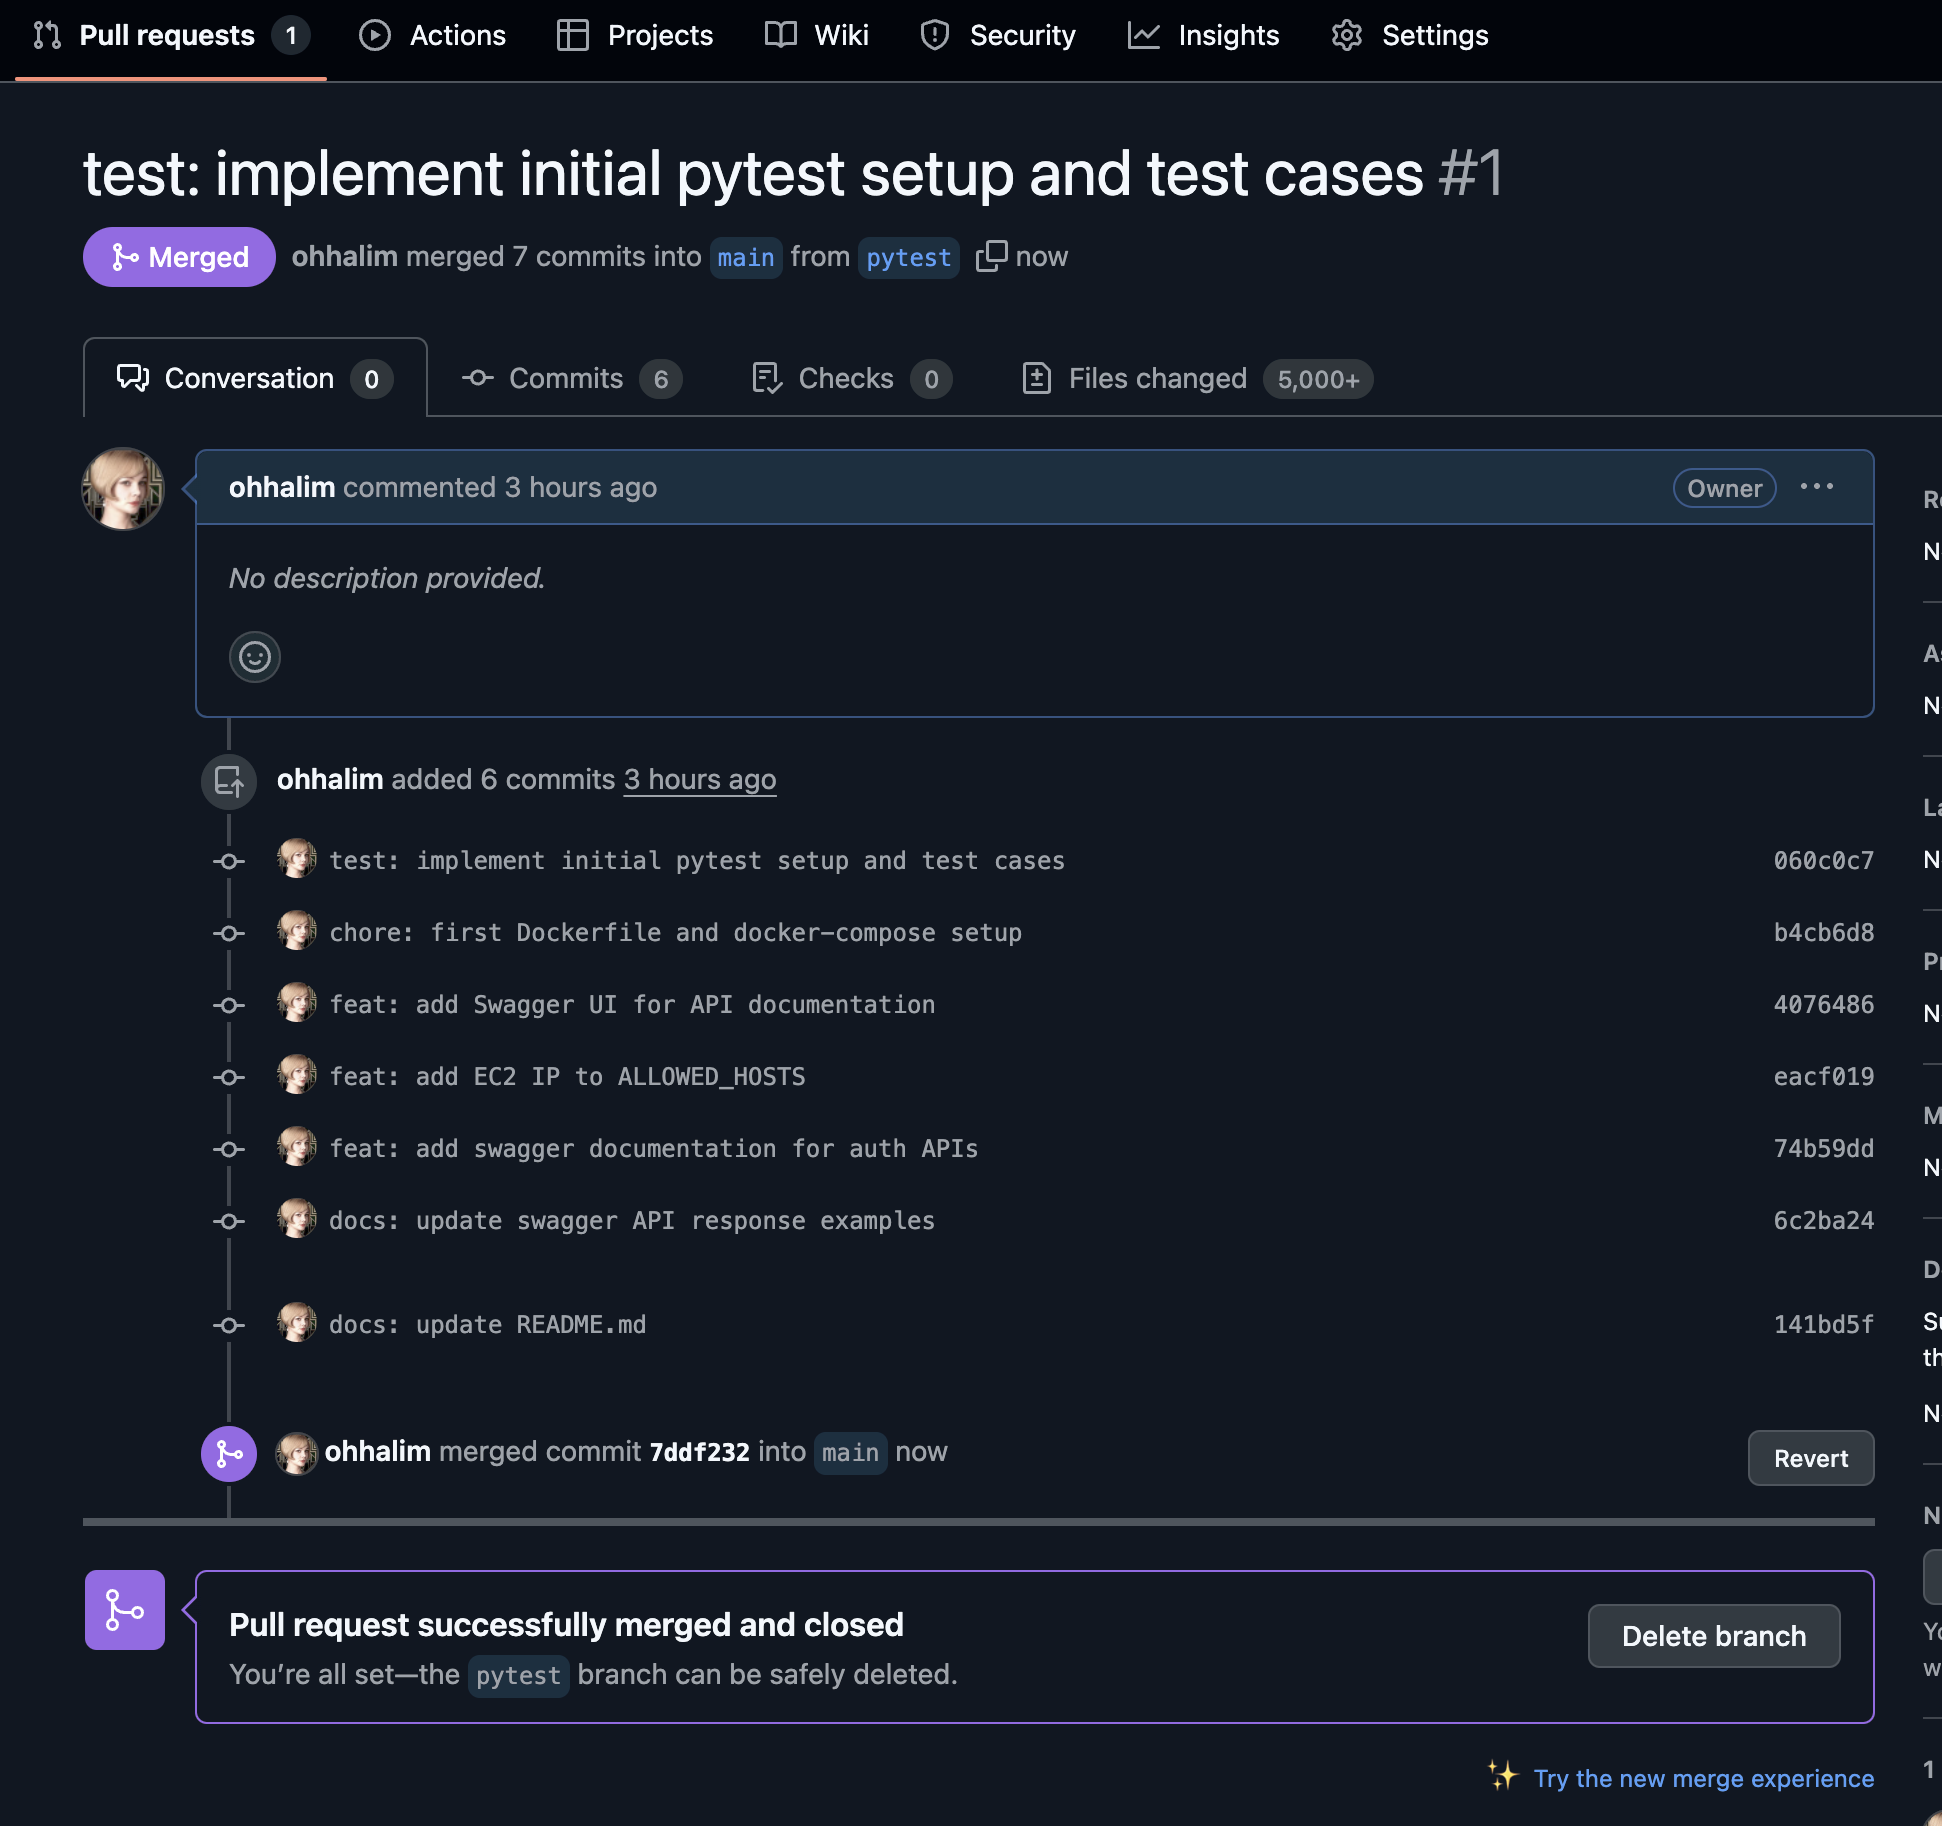 Pull requests 1 Actions Projects Wiki Security Insights Settings
test: implement initial pytest setup and test cases #1
Merged ohhalim merged 7 commits into main from pytest now
Conversation 0 Commits 6 Checks 0 Files changed 5,000+
ohhalim commented 3 hours ago Owner
No description provided.
ohhalim added 6 commits 3 hours ago
test: implement initial pytest setup and test cases 060c0c7
chore: first Dockerfile and docker-compose setup b4cb6d8
feat: add Swagger UI for API documentation 4076486
feat: add EC2 IP to ALLOWED_HOSTS eacf019
feat: add swagger documentation for auth APIs 74b59dd
docs: update swagger API response examples 6c2ba24
docs: update README.md 141bd5f
ohhalim merged commit 7ddf232 into main now Revert
Pull request successfully merged and closed
You’re all set—the pytest branch can be safely deleted.
Delete branch
Try the new merge experience